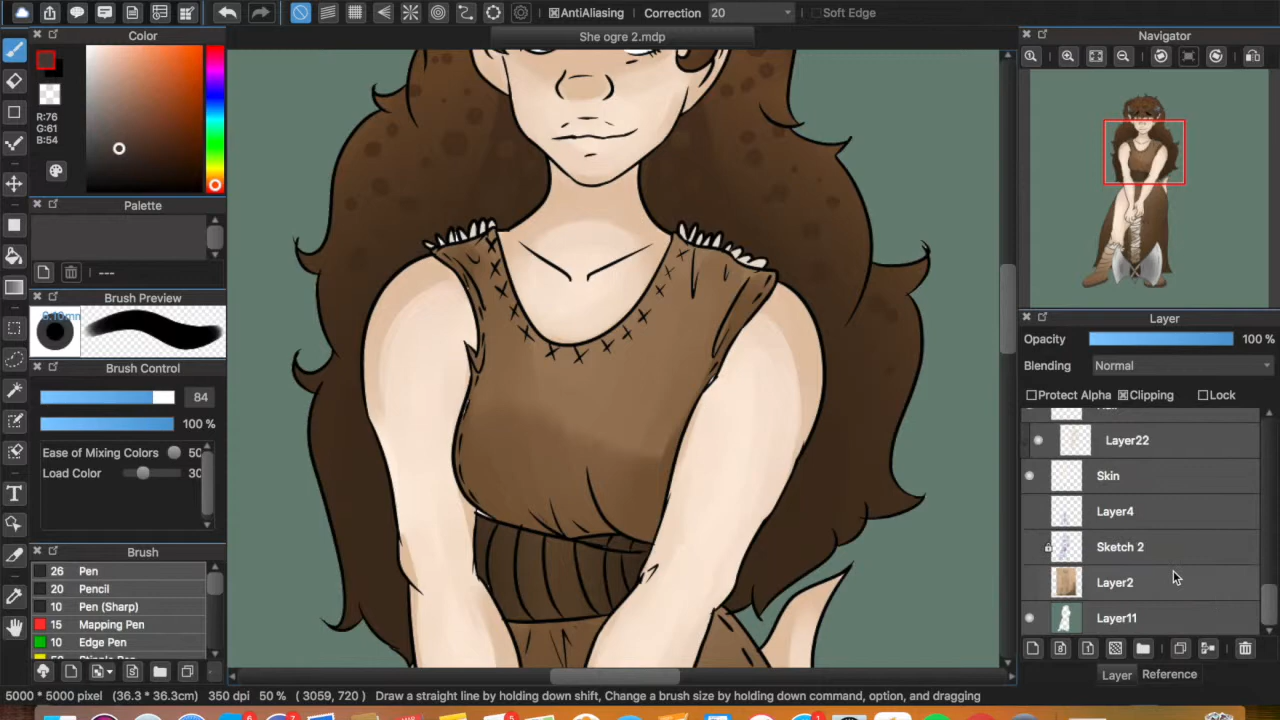 AntiAliasing Correction 20 Soft Edge
Color
She ogre 2.mdp
Navigator
R:76
G:61
B:54
Palette
---
Brush Preview
Layer
Opacity 100 %
Brush Control
Blending Normal
84
Protect Alpha Clipping Lock
100 %
Layer22
Ease of Mixing Colors 50
Load Color 30
Skin
Layer4
Sketch 2
Brush
26 Pen
Layer2
20 Pencil
10 Pen (Sharp)
15 Mapping Pen
Layer11
10 Edge Pen
Layer Reference
5000 * 5000 pixel (36.3 * 36.3cm) 350 dpi 50 % ( 3059, 720 ) Draw a straight line by holding down shift, Change a brush size by holding down command, option, and dragging